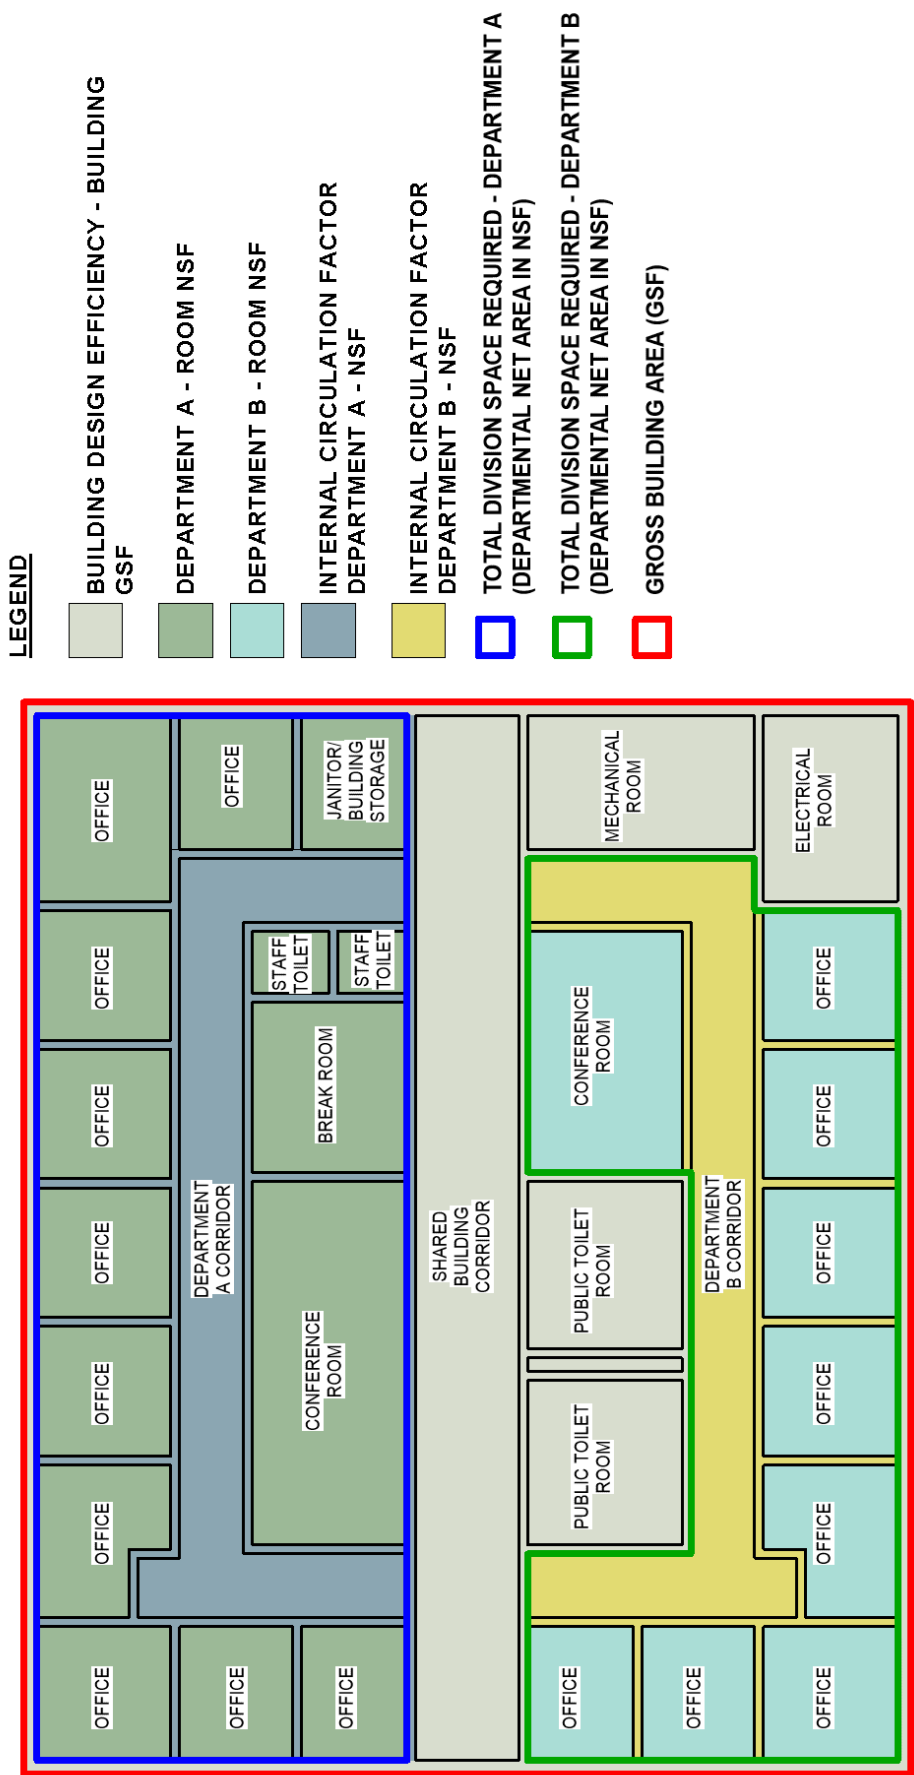 OFFICE
OFFICE
OFFICE
OFFICE
OFFICE
OFFICE
OFFICE
OFFICE
DEPARTMENT
A CORRIDOR
OFFICE
OFFICE
CONFERENCE
ROOM
BREAK ROOM
STAFF
TOILET
STAFF
TOILET
JANITOR/
BUILDING
STORAGE
SHARED
BUILDING
CORRIDOR
OFFICE
PUBLIC TOILET
ROOM
PUBLIC TOILET
ROOM
CONFERENCE
ROOM
MECHANICAL
ROOM
OFFICE
DEPARTMENT
B CORRIDOR
OFFICE
OFFICE
OFFICE
OFFICE
OFFICE
OFFICE
ELECTRICAL
ROOM
LEGEND
BUILDING DESIGN EFFICIENCY - BUILDING
GSF
DEPARTMENT A - ROOM NSF
DEPARTMENT B - ROOM NSF
INTERNAL CIRCULATION FACTOR
DEPARTMENT A - NSF
INTERNAL CIRCULATION FACTOR
DEPARTMENT B - NSF
TOTAL DIVISION SPACE REQUIRED - DEPARTMENT A
(DEPARMENTAL NET AREA IN NSF)
TOTAL DIVISION SPACE REQUIRED - DEPARTMENT B
(DEPARMENTAL NET AREA IN NSF)
GROSS BUILDING AREA (GSF)